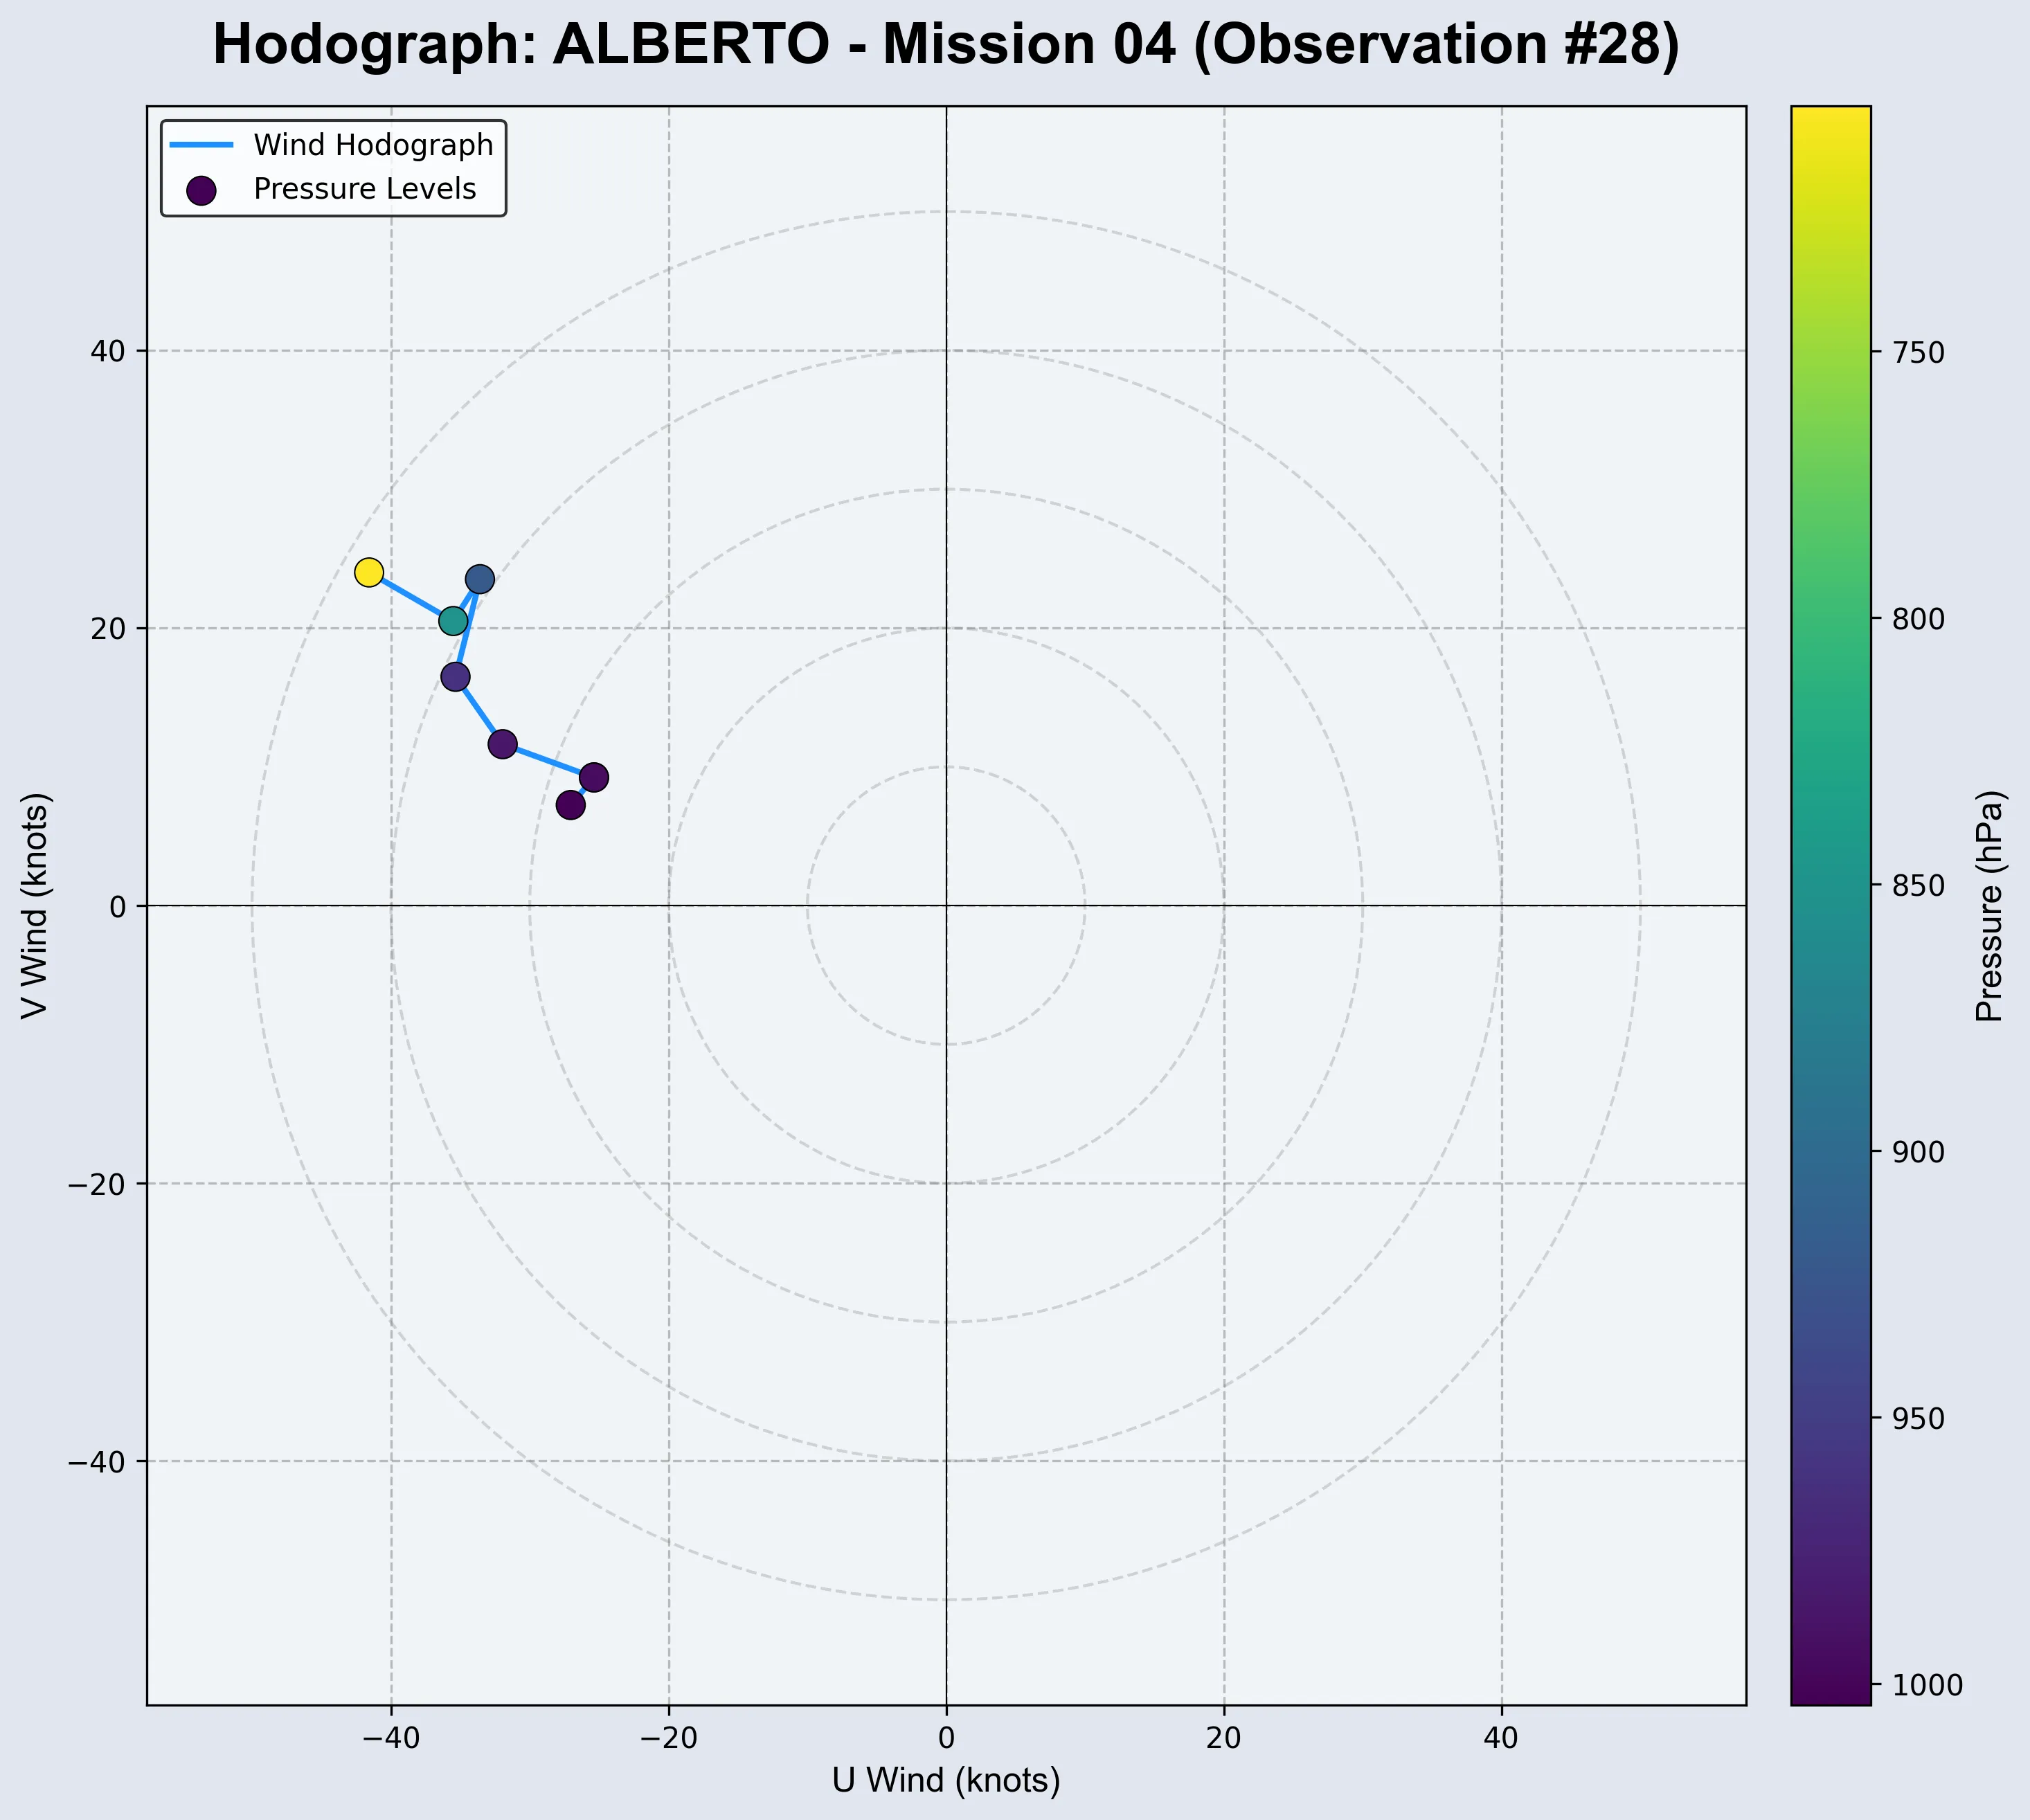 Hodograph: ALBERTO - Mission 04 (Observation #28)
Wind Hodograph
Pressure Levels
V Wind (knots)
40
20
0
−20
−40
−40
−20
0
20
40
U Wind (knots)
750
800
850
900
950
1000
Pressure (hPa)